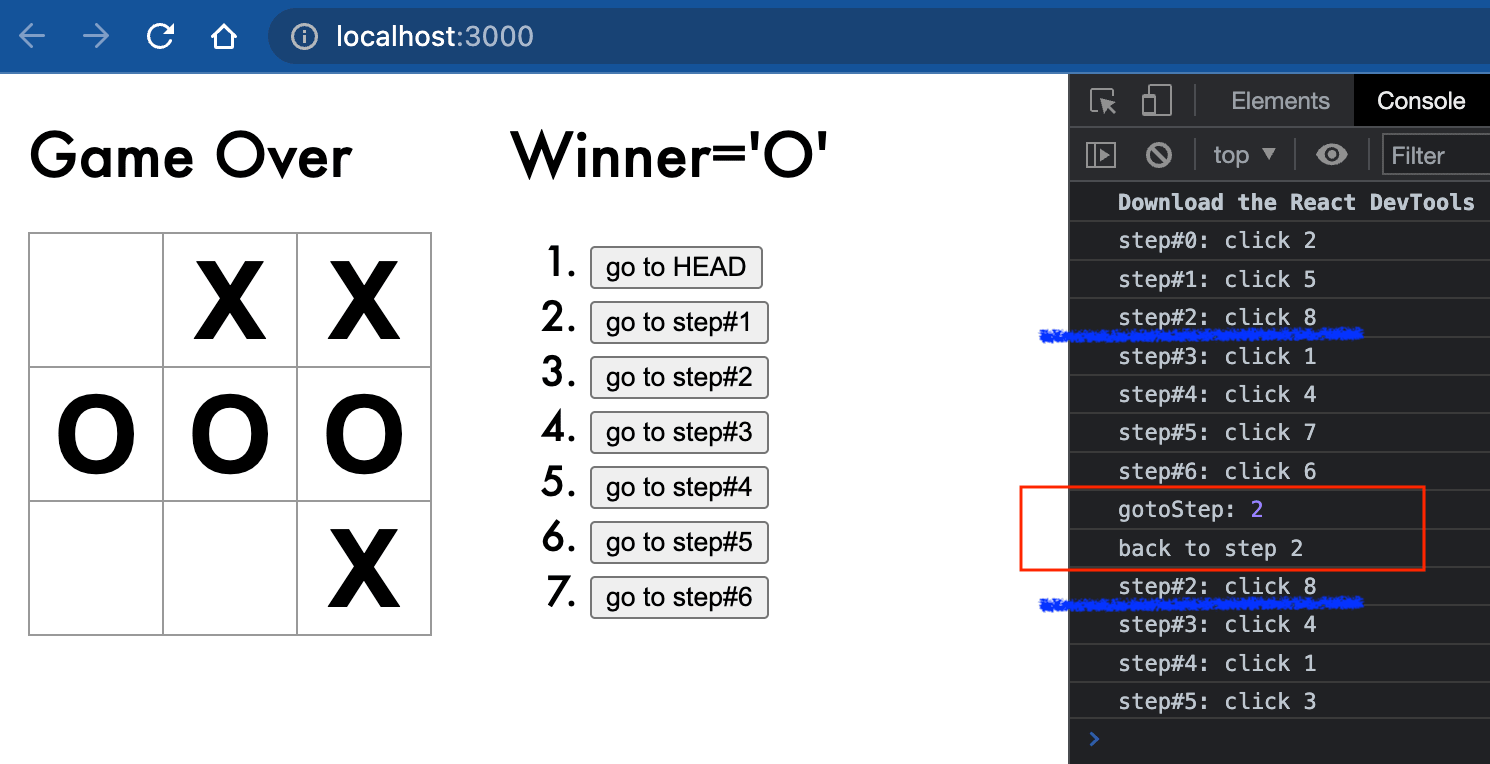 localhost:3000
Game Over
Winner='O'
X X
O O O
X
1. go to HEAD
2. go to step#1
3. go to step#2
4. go to step#3
5. go to step#4
6. go to step#5
7. go to step#6
Elements Console
top ▼ Filter
Download the React DevTools
step#0: click 2
step#1: click 5
step#2: click 8
step#3: click 1
step#4: click 4
step#5: click 7
step#6: click 6
gotoStep: 2
back to step 2
step#2: click 8
step#3: click 4
step#4: click 1
step#5: click 3